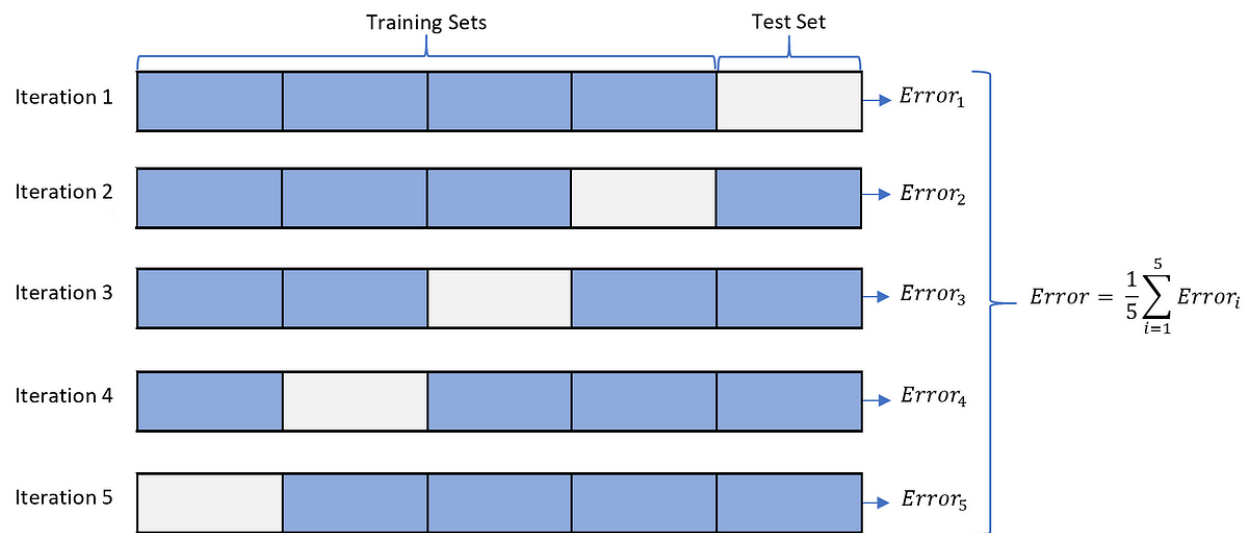 Training Sets
Test Set
Iteration 1
Error₁
Iteration 2
Error₂
Iteration 3
Error₃
Iteration 4
Error₄
Iteration 5
Error₅
Error = 1/5 ∑_{i=1}^{5} Errorᵢ